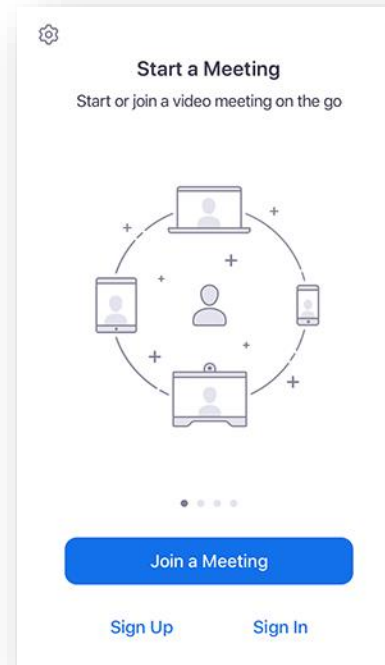 Start a Meeting
Start or join a video meeting on the go
Join a Meeting
Sign Up
Sign In